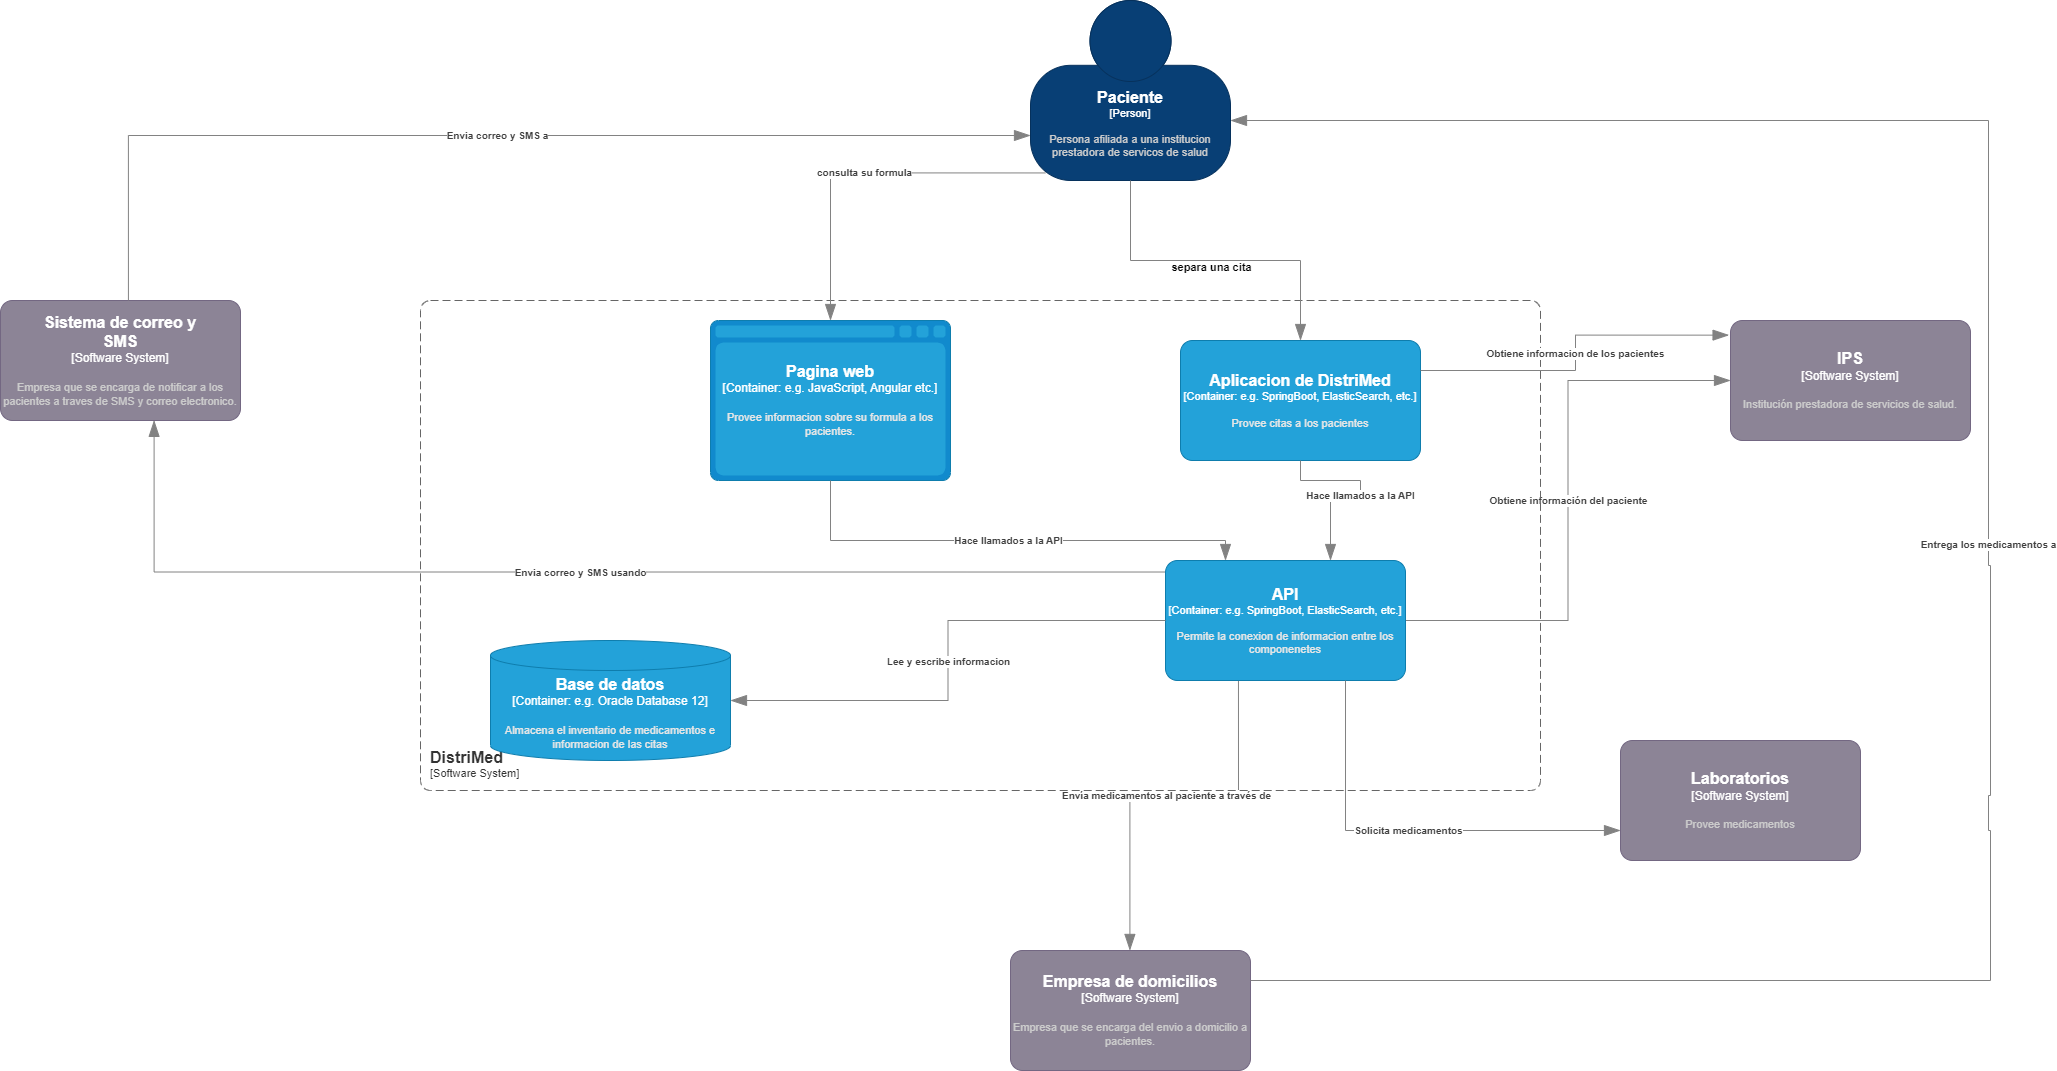 Paciente
[Person]
Persona afiliada a una institucion
prestadora de servicos de salud
Envia correo y SMS a
consulta su formula
separa una cita
Sistema de correo y
SMS
[Software System]
Empresa que se encarga de notificar a los
pacientes a traves de SMS y correo electronico.
Pagina web
[Container: e.g. JavaScript, Angular etc.]
Provee informacion sobre su formula a los
pacientes.
Aplicacion de DistriMed
[Container: e.g. SpringBoot, ElasticSearch, etc.]
Provee citas a los pacientes
Obtiene informacion de los pacientes
IPS
[Software System]
Institución prestadora de servicios de salud.
Hace llamados a la API
Obtiene información del paciente
Hace llamados a la API
Entrega los medicamentos a
Envia correo y SMS usando
API
[Container: e.g. SpringBoot, ElasticSearch, etc.]
Permite la conexion de informacion entre los
componenetes
Lee y escribe informacion
Base de datos
[Container: e.g. Oracle Database 12]
Almacena el inventario de medicamentos e
informacion de las citas
DistriMed
[Software System]
Envia medicamentos al paciente a través de
Solicita medicamentos
Laboratorios
[Software System]
Provee medicamentos
Empresa de domicilios
[Software System]
Empresa que se encarga del envio a domicilio a
pacientes.